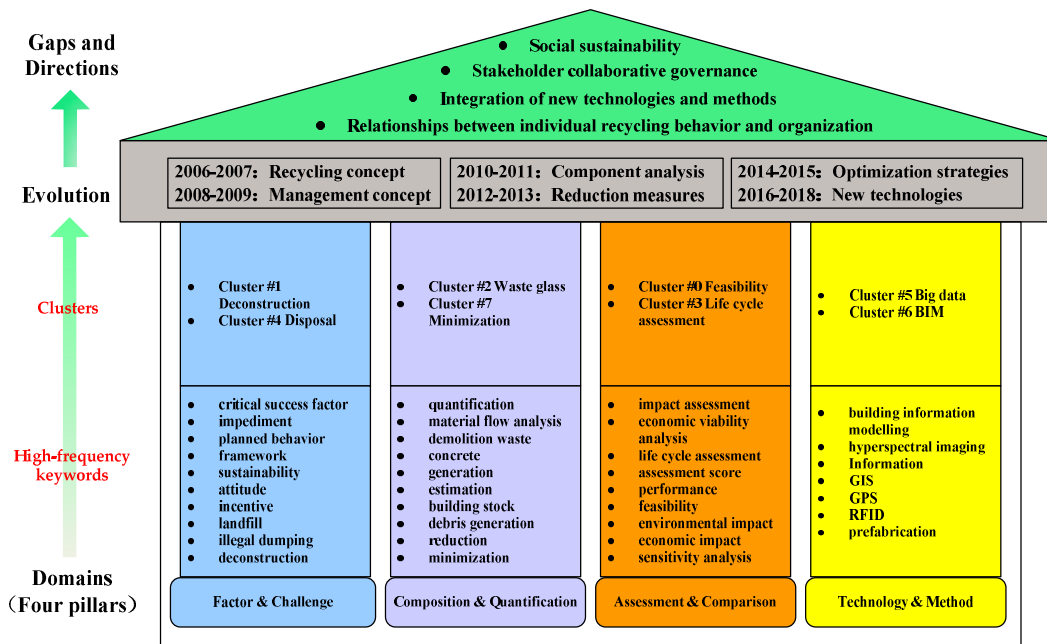 Gaps and
Directions
• Social sustainability
• Stakeholder collaborative governance
• Integration of new technologies and methods
• Relationships between individual recycling behavior and organization
Evolution
2006-2007: Recycling concept
2008-2009: Management concept
2010-2011: Component analysis
2012-2013: Reduction measures
2014-2015: Optimization strategies
2016-2018: New technologies
Clusters
• Cluster #1
Deconstruction
• Cluster #4 Disposal
• Cluster #2 Waste glass
• Cluster #7
Minimization
• Cluster #0 Feasibility
• Cluster #3 Life cycle
assessment
• Cluster #5 Big data
• Cluster #6 BIM
High-frequency
keywords
• critical success factor
• impediment
• planned behavior
• framework
• sustainability
• attitude
• incentive
• landfill
• illegal dumping
• deconstruction
• quantification
• material flow analysis
• demolition waste
• concrete
• generation
• estimation
• building stock
• debris generation
• reduction
• minimization
• impact assessment
• economic viability
analysis
• life cycle assessment
• assessment score
• performance
• feasibility
• environmental impact
• economic impact
• sensitivity analysis
• building information
modelling
• hyperspectral imaging
• Information
• GIS
• GPS
• RFID
• prefabrication
Domains
（Four pillars）
Factor & Challenge
Composition & Quantification
Assessment & Comparison
Technology & Method